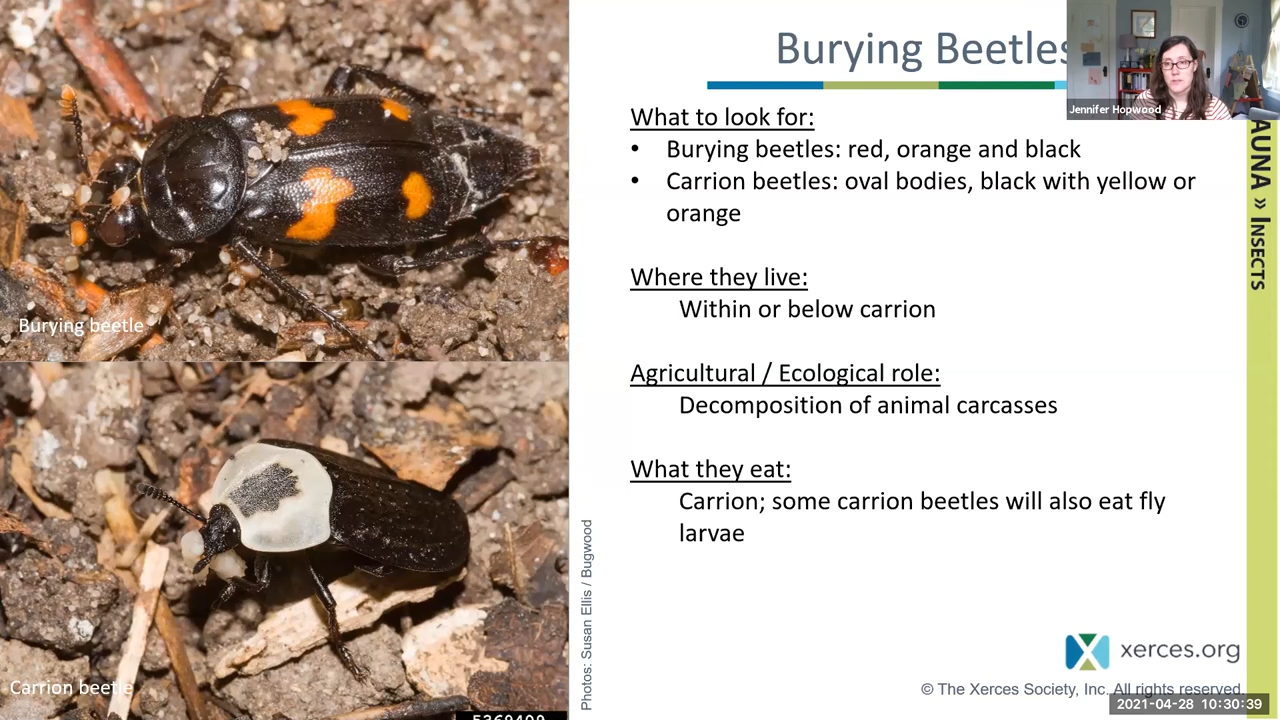 Burying Beetles
Jennifer Hopwood
What to look for:
• Burying beetles: red, orange and black
• Carrion beetles: oval bodies, black with yellow or
orange
Where they live:
Within or below carrion
Agricultural / Ecological role:
Decomposition of animal carcasses
What they eat:
Carrion; some carrion beetles will also eat fly
larvae
Burying beetle
Carrion beetle
Photos: Susan Ellis / Bugwood
AUNA » INSECTS
xerces.org
© The Xerces Society, Inc. All rights reserved.
2021-04-28 10:30:39